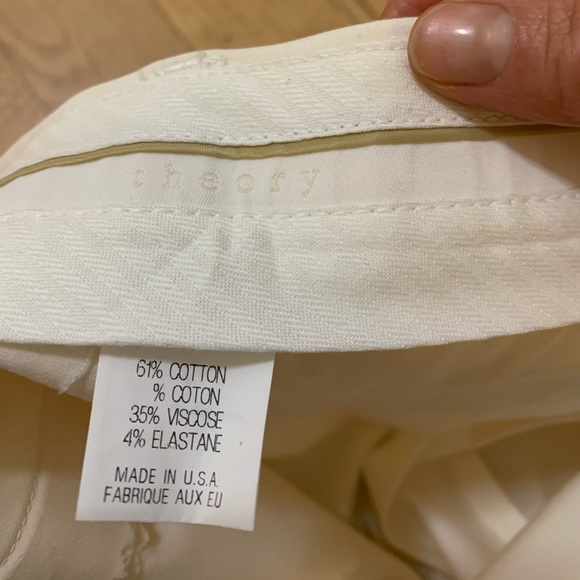 theory
61% COTTON
% COTON
35% VISCOSE
4% ELASTANE
MADE IN U.S.A.
FABRIQUE AUX EU